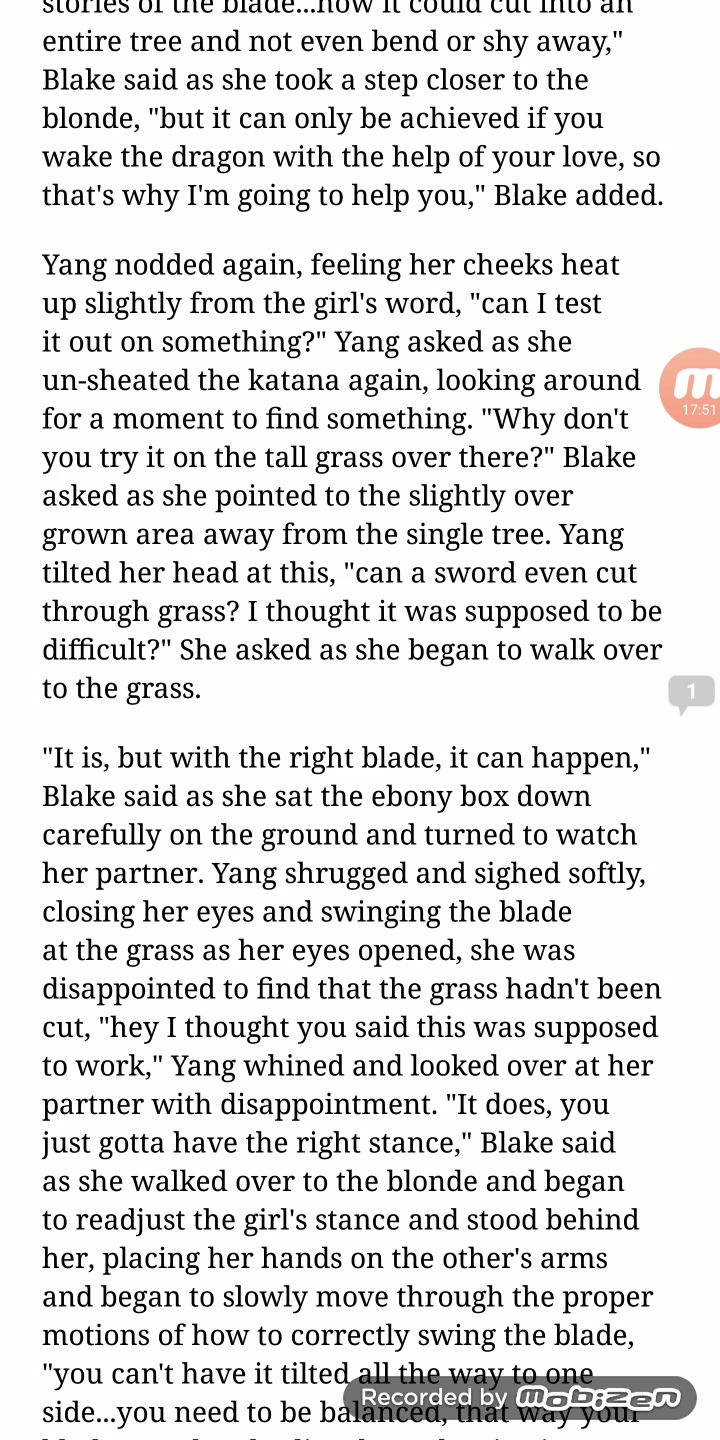 stories of the blade...how it could cut into an
entire tree and not even bend or shy away,"
Blake said as she took a step closer to the
blonde, "but it can only be achieved if you
wake the dragon with the help of your love, so
that's why I'm going to help you," Blake added.
Yang nodded again, feeling her cheeks heat
up slightly from the girl's word, "can I test
it out on something?" Yang asked as she
un-sheated the katana again, looking around
for a moment to find something. "Why don't
you try it on the tall grass over there?" Blake
asked as she pointed to the slightly over
grown area away from the single tree. Yang
tilted her head at this, "can a sword even cut
through grass? I thought it was supposed to be
difficult?" She asked as she began to walk over
to the grass.
"It is, but with the right blade, it can happen,"
Blake said as she sat the ebony box down
carefully on the ground and turned to watch
her partner. Yang shrugged and sighed softly,
closing her eyes and swinging the blade
at the grass as her eyes opened, she was
disappointed to find that the grass hadn't been
cut, "hey I thought you said this was supposed
to work," Yang whined and looked over at her
partner with disappointment. "It does, you
just gotta have the right stance," Blake said
as she walked over to the blonde and began
to readjust the girl's stance and stood behind
her, placing her hands on the other's arms
and began to slowly move through the proper
motions of how to correctly swing the blade,
"you can't have it tilted all the way to one
side...you need to be balanced, that way your
m
17:51
1
Recorded by mobizen